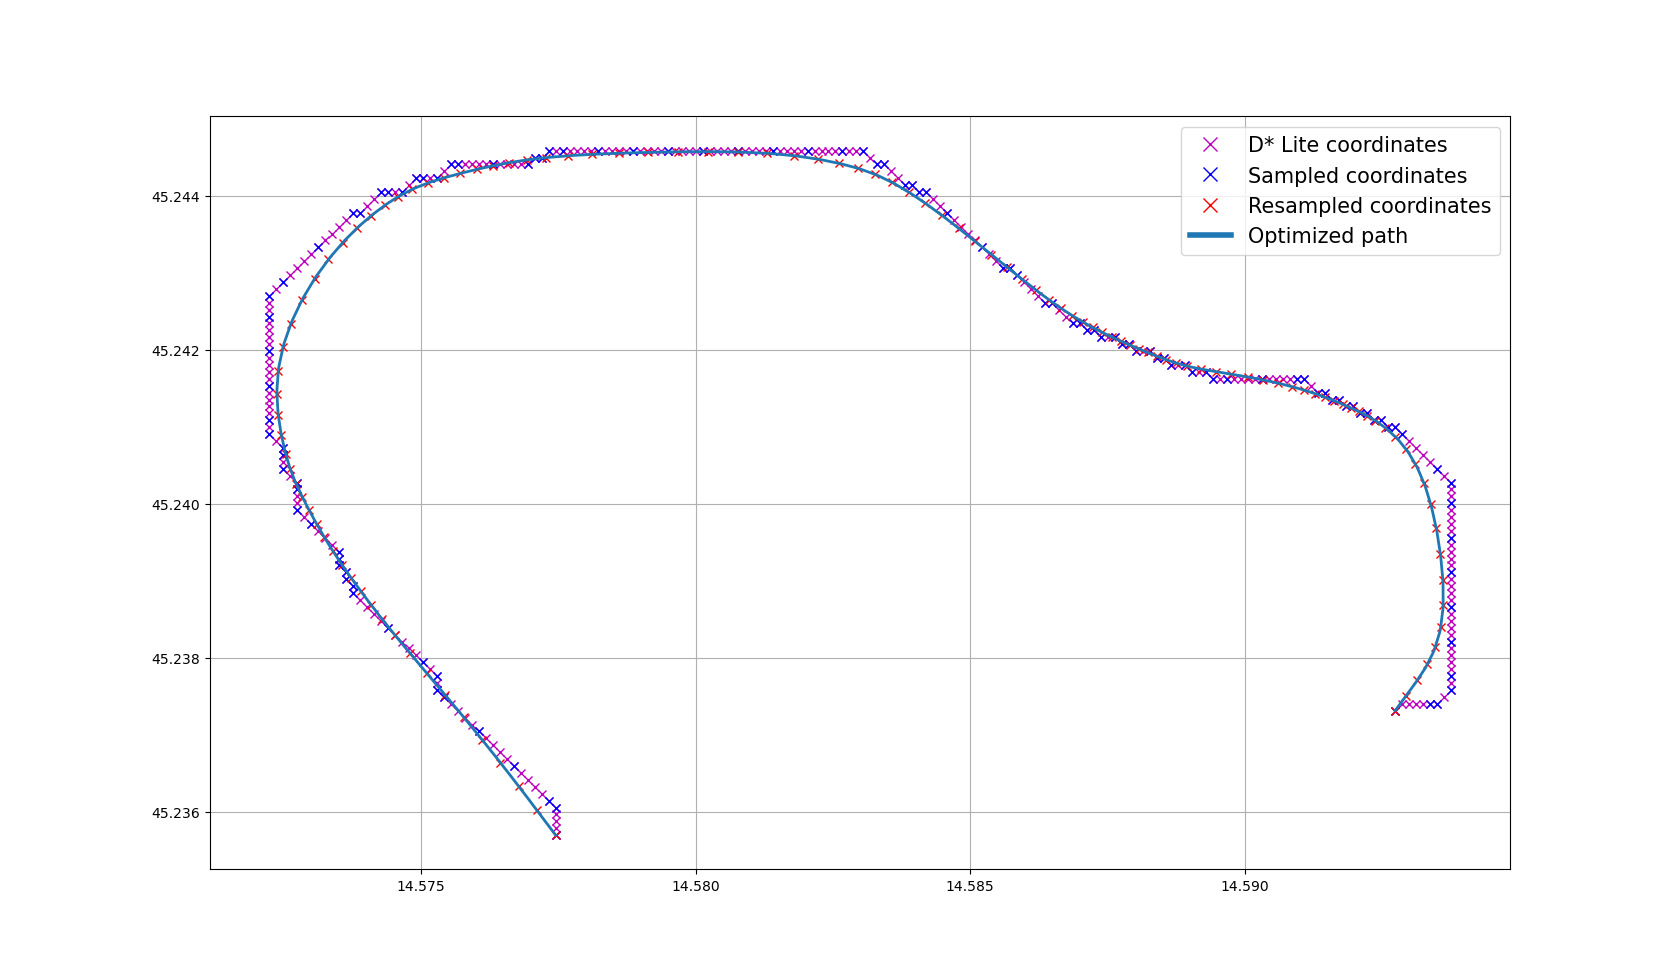 D* Lite coordinates
Sampled coordinates
Resampled coordinates
Optimized path
45.244
45.242
45.240
45.238
45.236
14.575 14.580 14.585 14.590